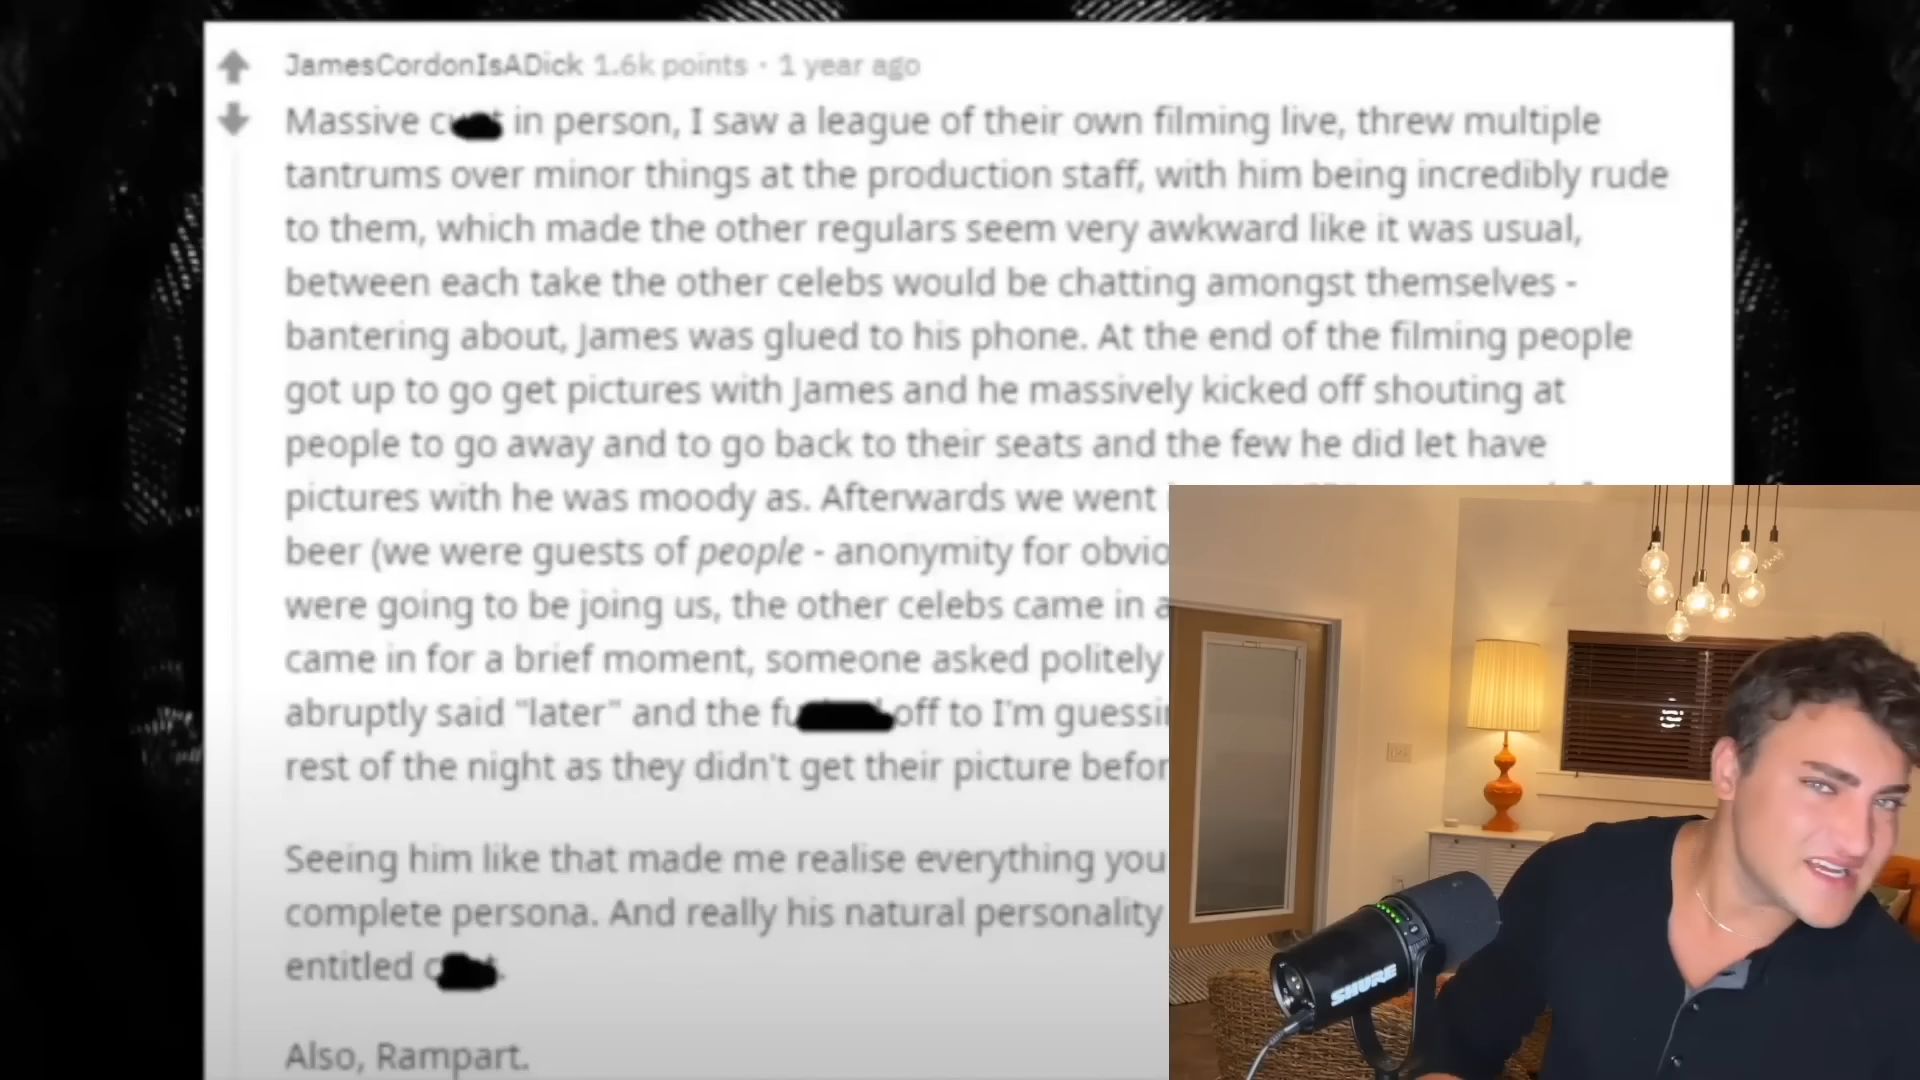 JamesCordonIsADick 1.6k points · 1 year ago
Massive c t in person, I saw a league of their own filming live, threw multiple
tantrums over minor things at the production staff, with him being incredibly rude
to them, which made the other regulars seem very awkward like it was usual,
between each take the other celebs would be chatting amongst themselves -
bantering about, James was glued to his phone. At the end of the filming people
got up to go get pictures with James and he massively kicked off shouting at
people to go away and to go back to their seats and the few he did let have
pictures with he was moody as. Afterwards we went
beer (we were guests of people - anonymity for obvio
were going to be joing us, the other celebs came in a
came in for a brief moment, someone asked politely
abruptly said "later" and the fu off to I'm guessin
rest of the night as they didn't get their picture befor
Seeing him like that made me realise everything you
complete persona. And really his natural personality
entitled c t.
Also, Rampart.
SHURE